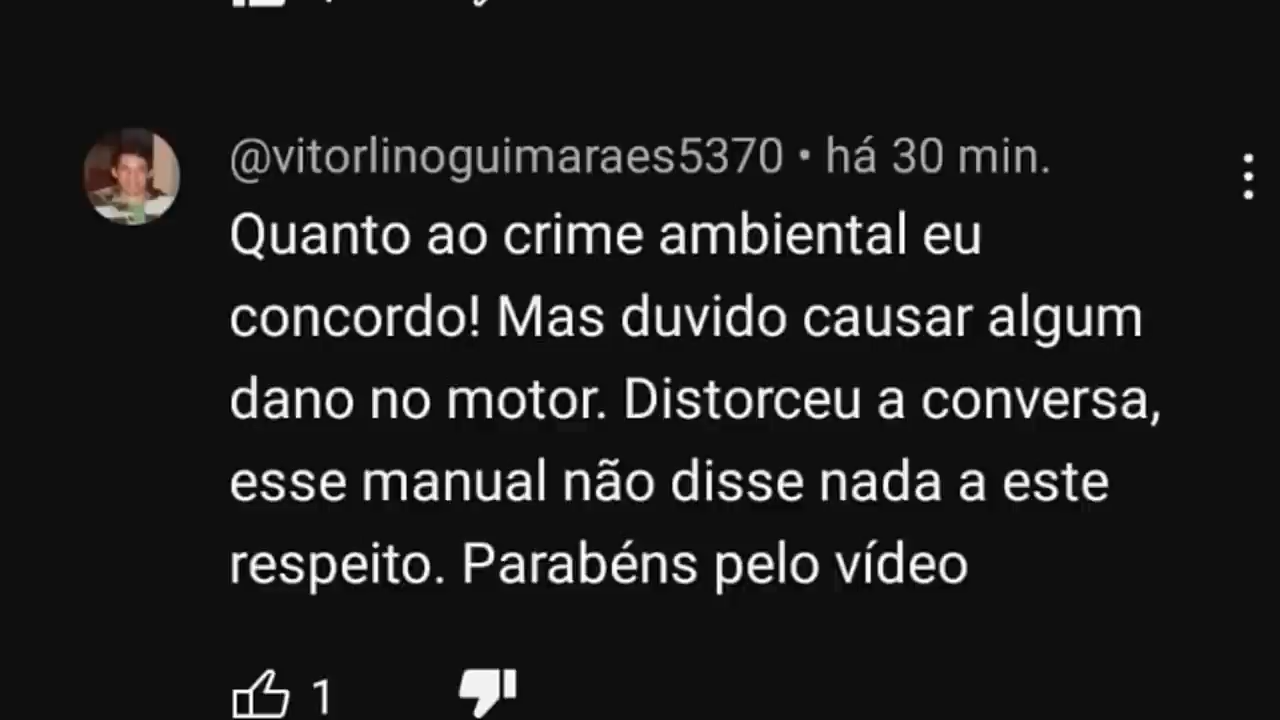 @vitorlinoguimaraes5370 • há 30 min.
Quanto ao crime ambiental eu
concordo! Mas duvido causar algum
dano no motor. Distorceu a conversa,
esse manual não disse nada a este
respeito. Parabéns pelo vídeo
1